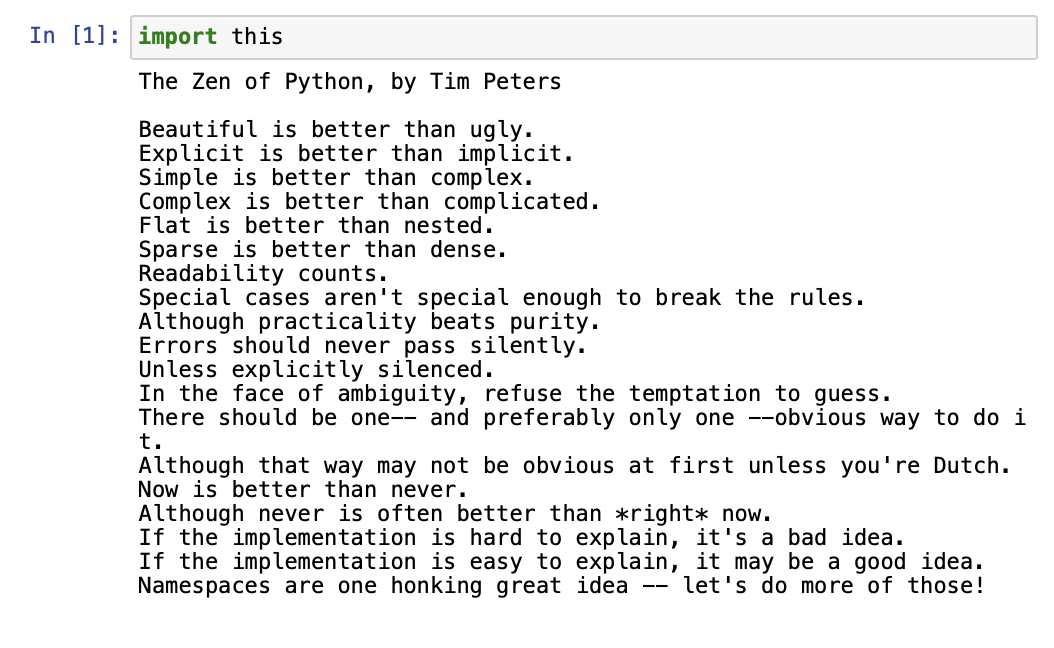 In [1]: import this
The Zen of Python, by Tim Peters
Beautiful is better than ugly.
Explicit is better than implicit.
Simple is better than complex.
Complex is better than complicated.
Flat is better than nested.
Sparse is better than dense.
Readability counts.
Special cases aren't special enough to break the rules.
Although practicality beats purity.
Errors should never pass silently.
Unless explicitly silenced.
In the face of ambiguity, refuse the temptation to guess.
There should be one-- and preferably only one --obvious way to do i
t.
Although that way may not be obvious at first unless you're Dutch.
Now is better than never.
Although never is often better than *right* now.
If the implementation is hard to explain, it's a bad idea.
If the implementation is easy to explain, it may be a good idea.
Namespaces are one honking great idea -- let's do more of those!